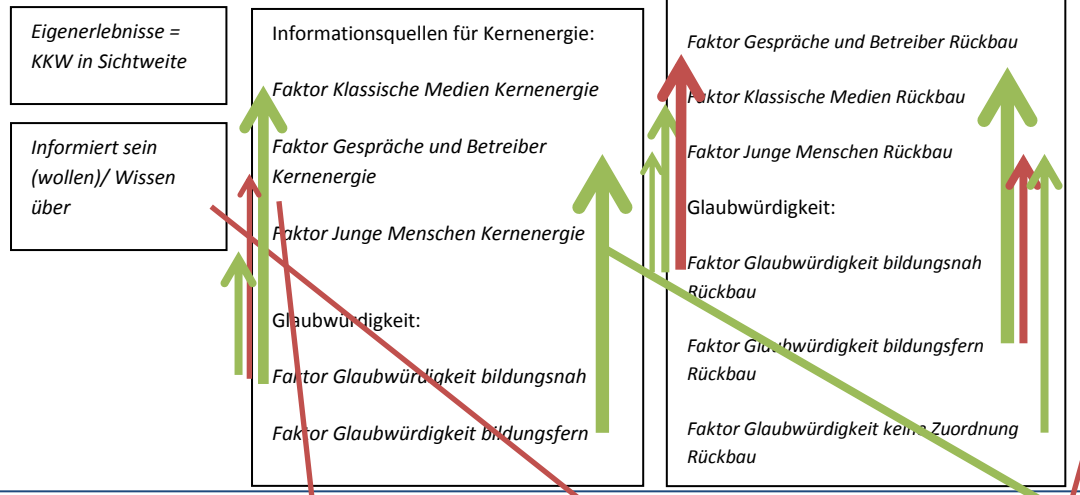 Eigenerlebnisse =
KKW in Sichtweite
Informiert sein
(wollen)/ Wissen
über
Informationsquellen für Kernenergie:
Faktor Klassische Medien Kernenergie
Faktor Gespräche und Betreiber
Kernenergie
Faktor Junge Menschen Kernenergie
Glaubwürdigkeit:
Faktor Glaubwürdigkeit bildungsnah
Faktor Glaubwürdigkeit bildungsfern
Faktor Gespräche und Betreiber Rückbau
Faktor Klassische Medien Rückbau
Faktor Junge Menschen Rückbau
Glaubwürdigkeit:
Faktor Glaubwürdigkeit bildungsnah
Rückbau
Faktor Glaubwürdigkeit bildungsfern
Rückbau
Faktor Glaubwürdigkeit keine Zuordnung
Rückbau